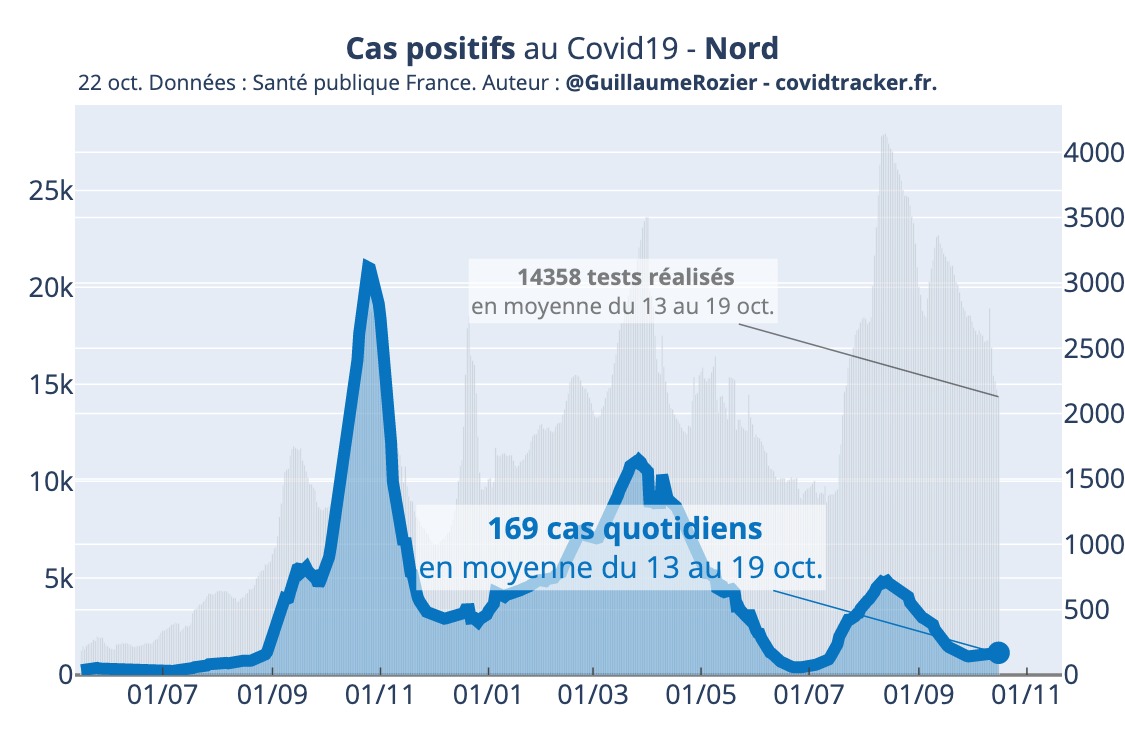 Cas positifs au Covid19 - Nord
22 oct. Données : Santé publique France. Auteur : @GuillaumeRozier - covidtracker.fr.
4000
25k
3500
14358 tests réalisés
en moyenne du 13 au 19 oct.
20k
3000
2500
15k
2000
10k
1500
169 cas quotidiens
en moyenne du 13 au 19 oct.
1000
5k
500
0
0
01/07 01/09 01/11 01/01 01/03 01/05 01/07 01/09 01/11